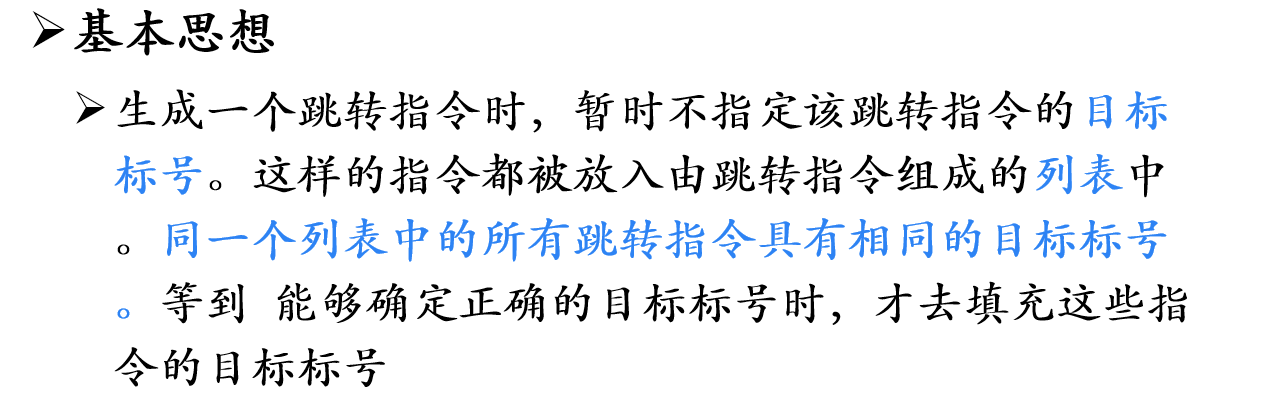 ➢基本思想
➢生成一个跳转指令时，暂时不指定该跳转指令的目标
标号。这样的指令都被放入由跳转指令组成的列表中
。同一个列表中的所有跳转指令具有相同的目标标号
。等到 能够确定正确的目标标号时，才去填充这些指
令的目标标号